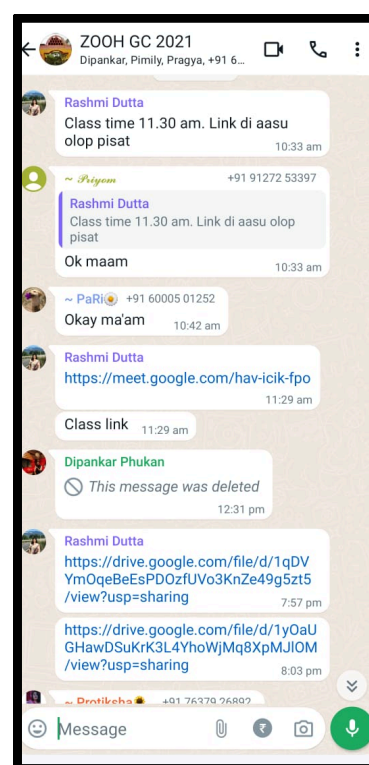 ZOOH GC 2021
Dipankar, Pimily, Pragya, +91 6...
Rashmi Dutta
Class time 11.30 am. Link di aasu
olop pisat
10:33 am
~ Priyom +91 91272 53397
Rashmi Dutta
Class time 11.30 am. Link di aasu olop
pisat
Ok maam
10:33 am
~ PaRi +91 60005 01252
Okay ma'am 10:42 am
Rashmi Dutta
https://meet.google.com/hav-icik-fpo
11:29 am
Class link 11:29 am
Dipankar Phukan
This message was deleted
12:31 pm
Rashmi Dutta
https://drive.google.com/file/d/1qDV
YmOqeBeEsPDOzfUVo3KnZe49g5zt5
/view?usp=sharing
7:57 pm
https://drive.google.com/file/d/1yOaU
GHawDSuKrK3L4YhoWjMq8XpMJlOM
/view?usp=sharing
8:03 pm
~ Protiksha +91 76379 26892
Message
₹